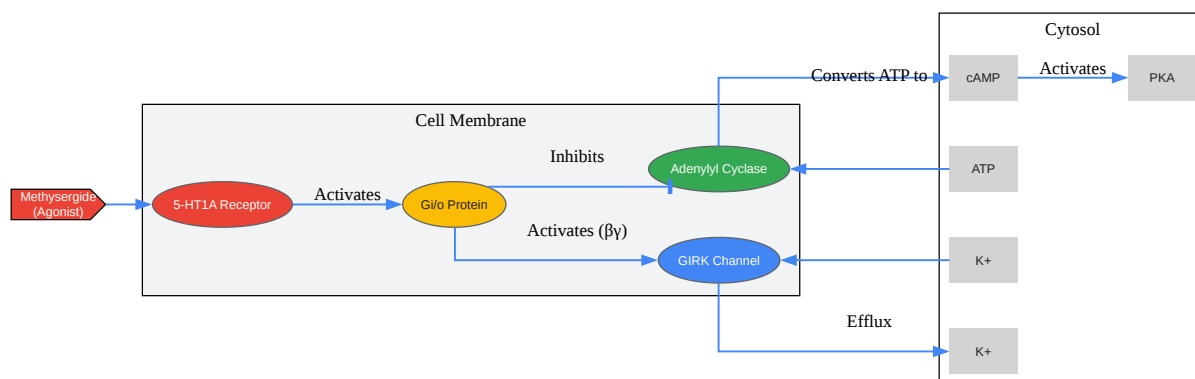 Cytosol
Converts ATP to
cAMP
Activates
PKA
Cell Membrane
Inhibits
Adenylyl Cyclase
ATP
Methysergide
(Agonist)
5-HT1A Receptor
Activates
Gi/o Protein
Activates (βγ)
GIRK Channel
K+
Efflux
K+